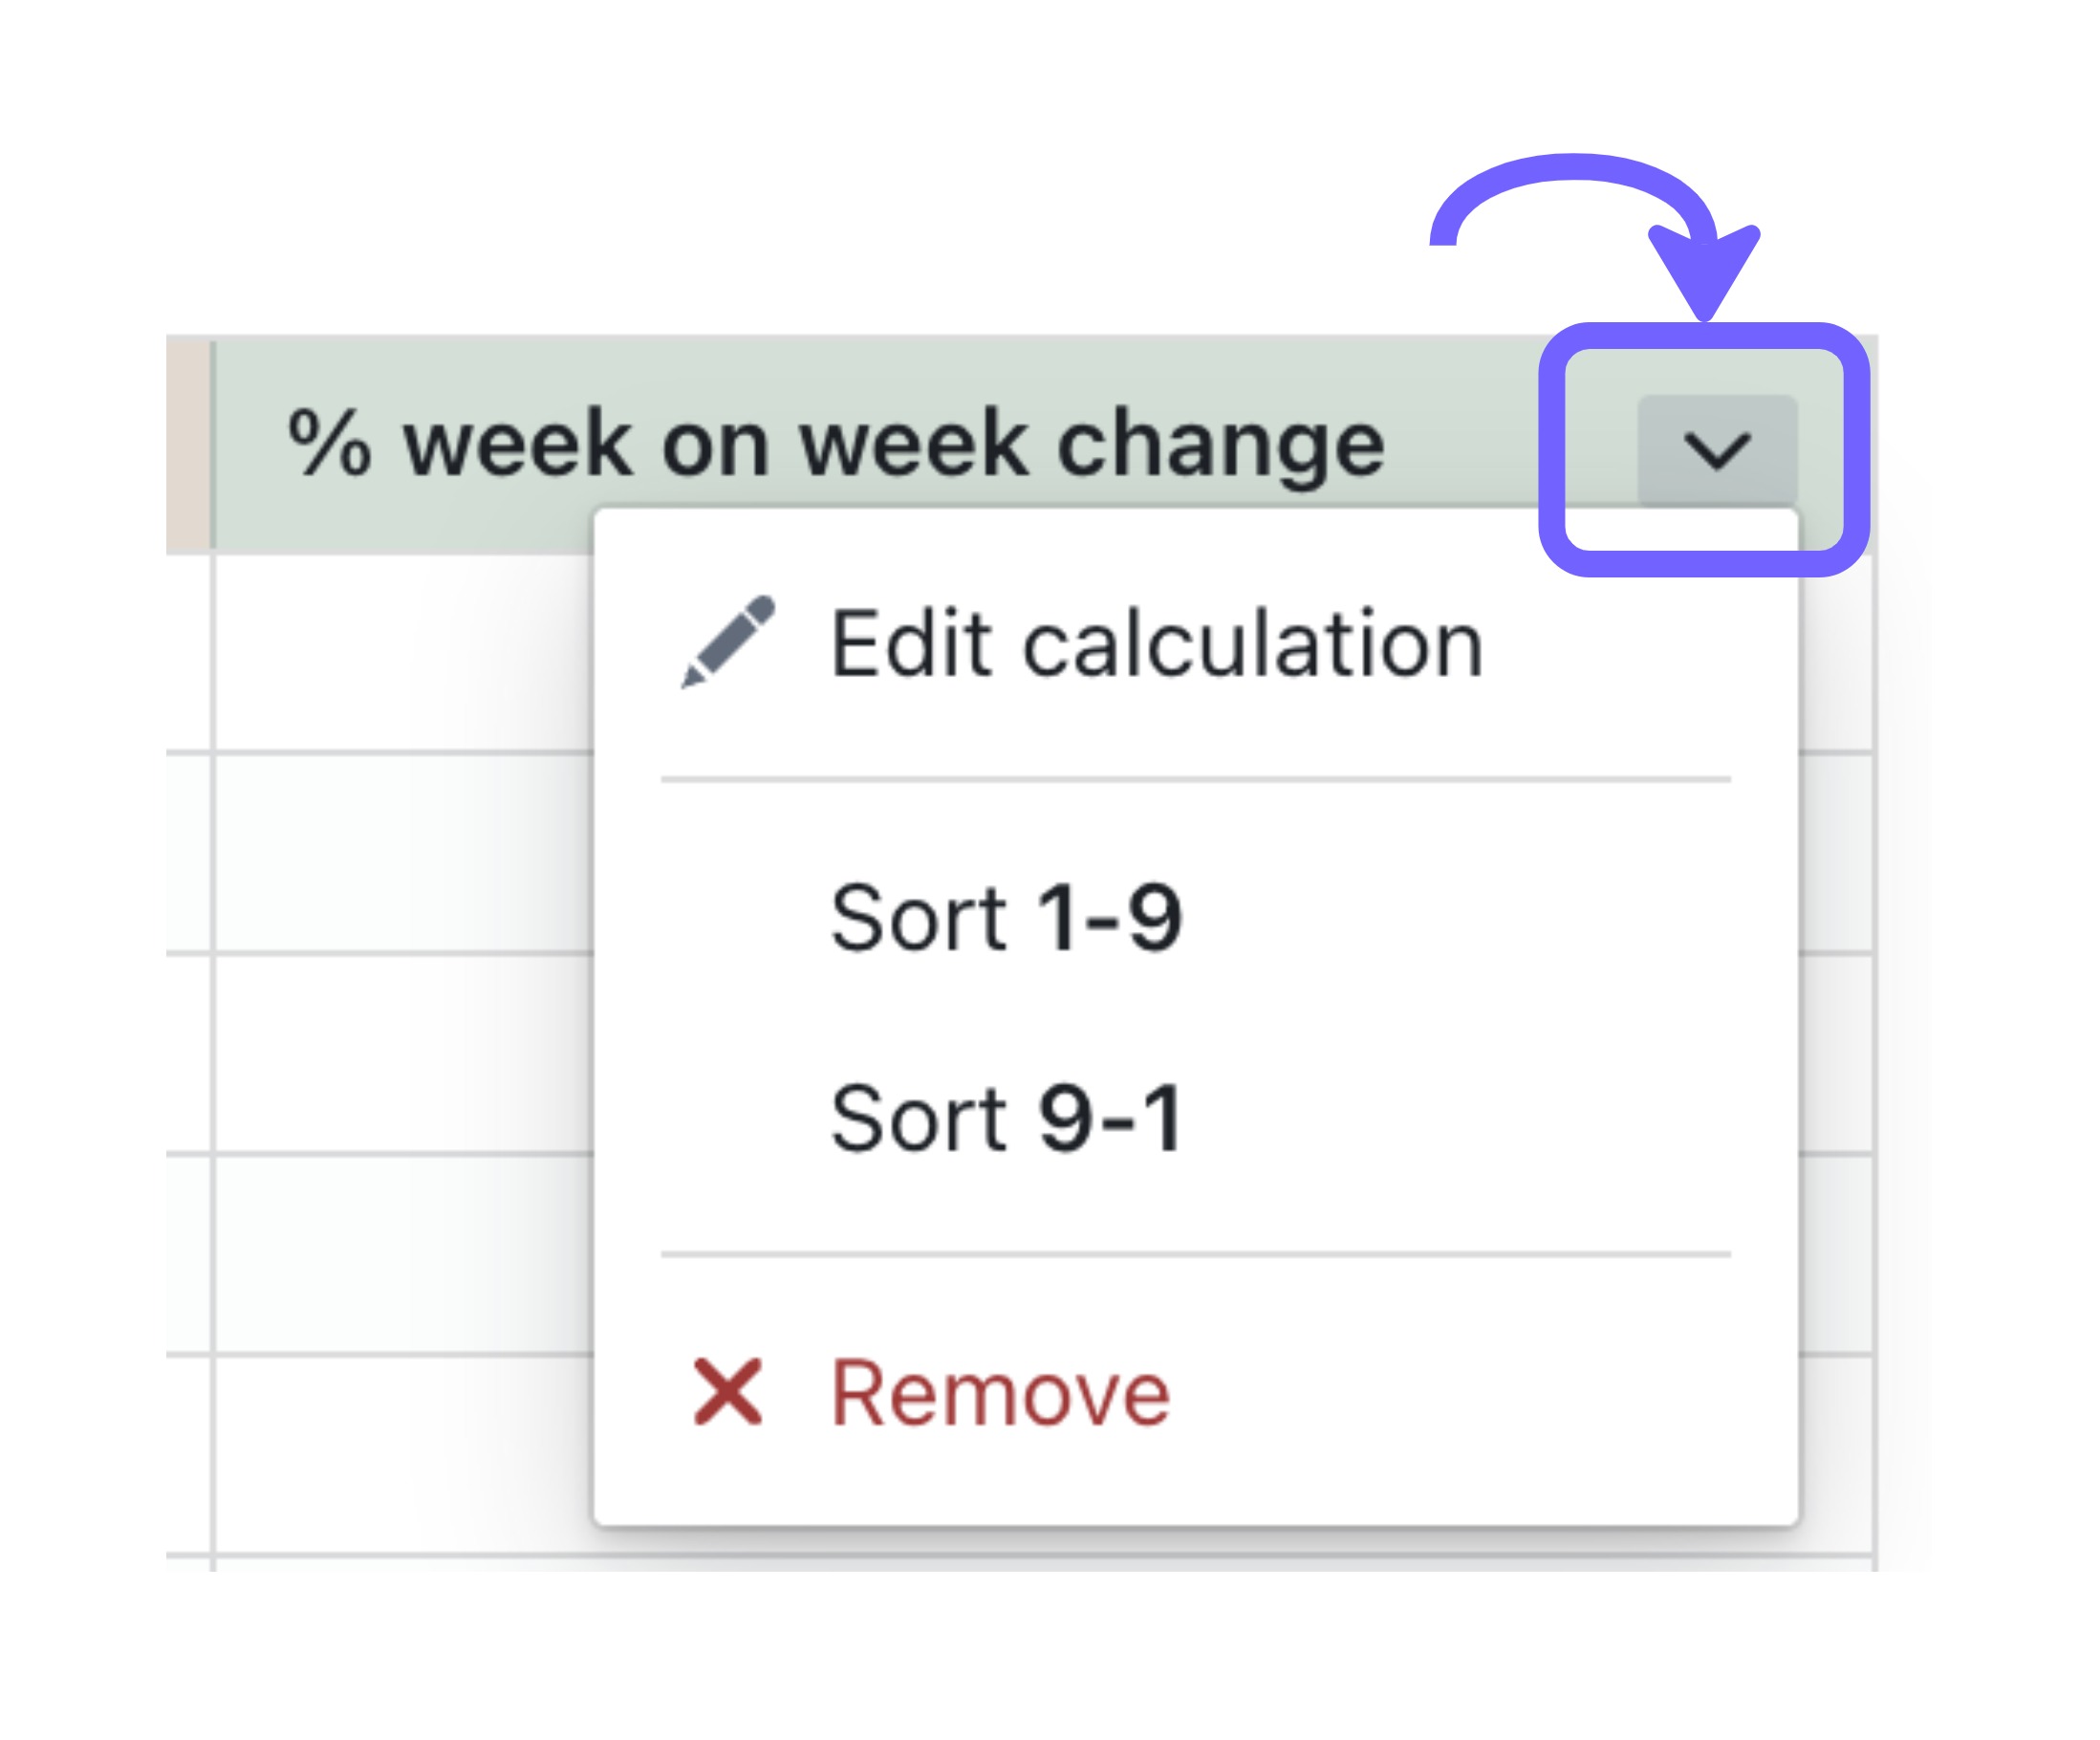 % week on week change
Edit calculation
Sort 1-9
Sort 9-1
Remove